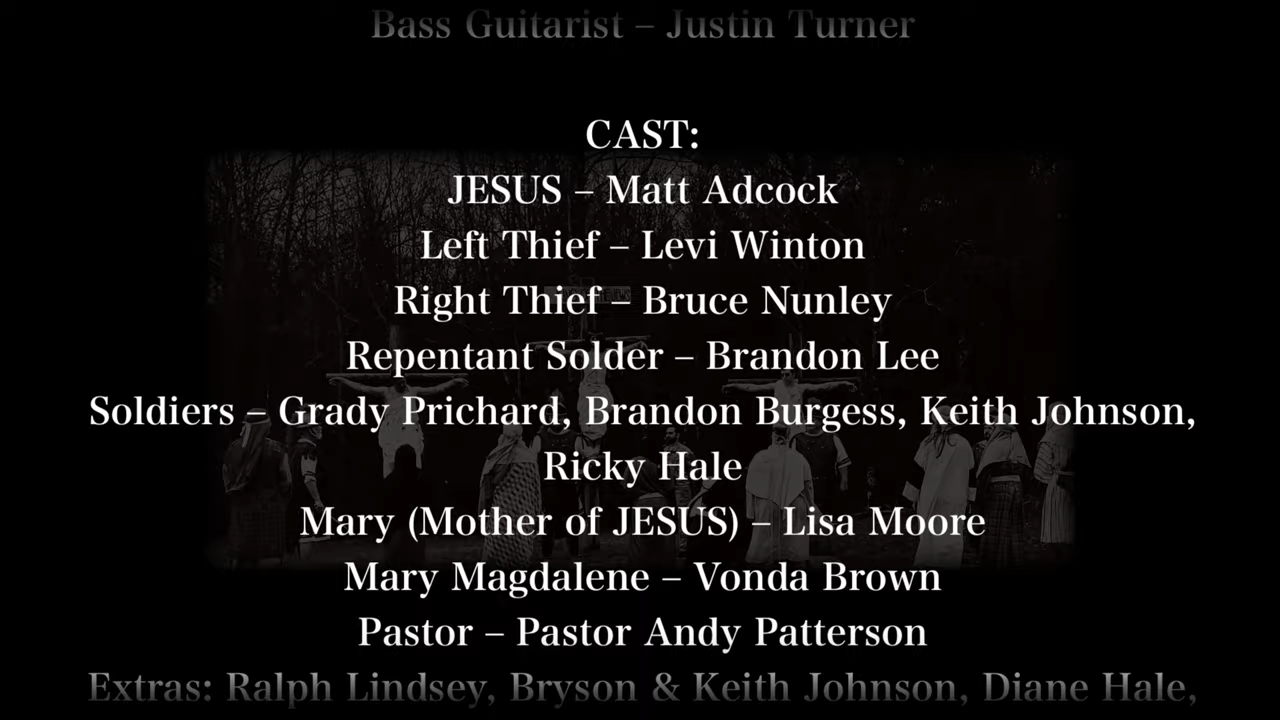 Bass Guitarist – Justin Turner
CAST:
JESUS – Matt Adcock
Left Thief – Levi Winton
Right Thief – Bruce Nunley
Repentant Solder – Brandon Lee
Soldiers – Grady Prichard, Brandon Burgess, Keith Johnson,
Ricky Hale
Mary (Mother of JESUS) – Lisa Moore
Mary Magdalene – Vonda Brown
Pastor – Pastor Andy Patterson
Extras: Ralph Lindsey, Bryson & Keith Johnson, Diane Hale,